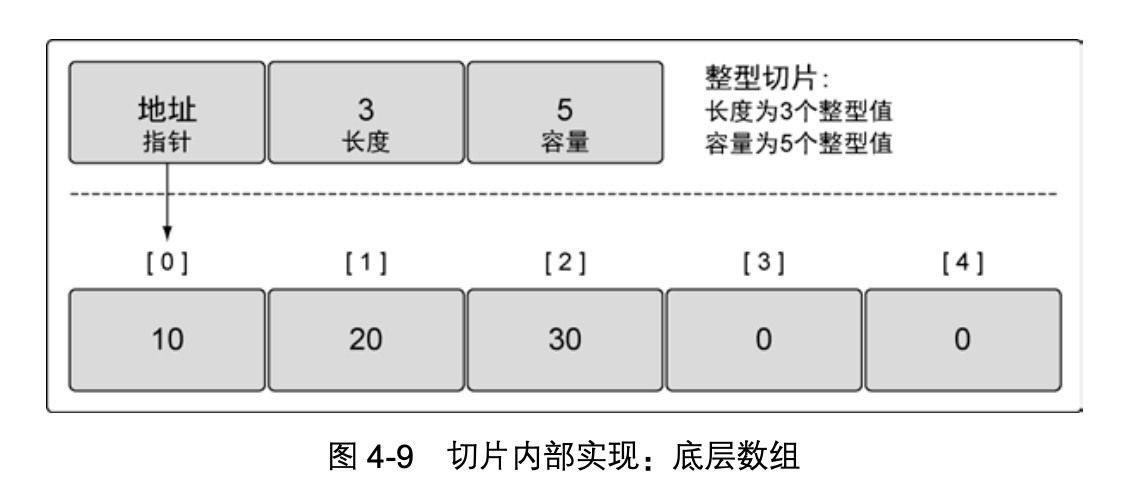 地址 3 5
指针 长度 容量
整型切片:
长度为3个整型值
容量为5个整型值
[0] [1] [2] [3] [4]
10 20 30 0 0
图 4-9 切片内部实现：底层数组